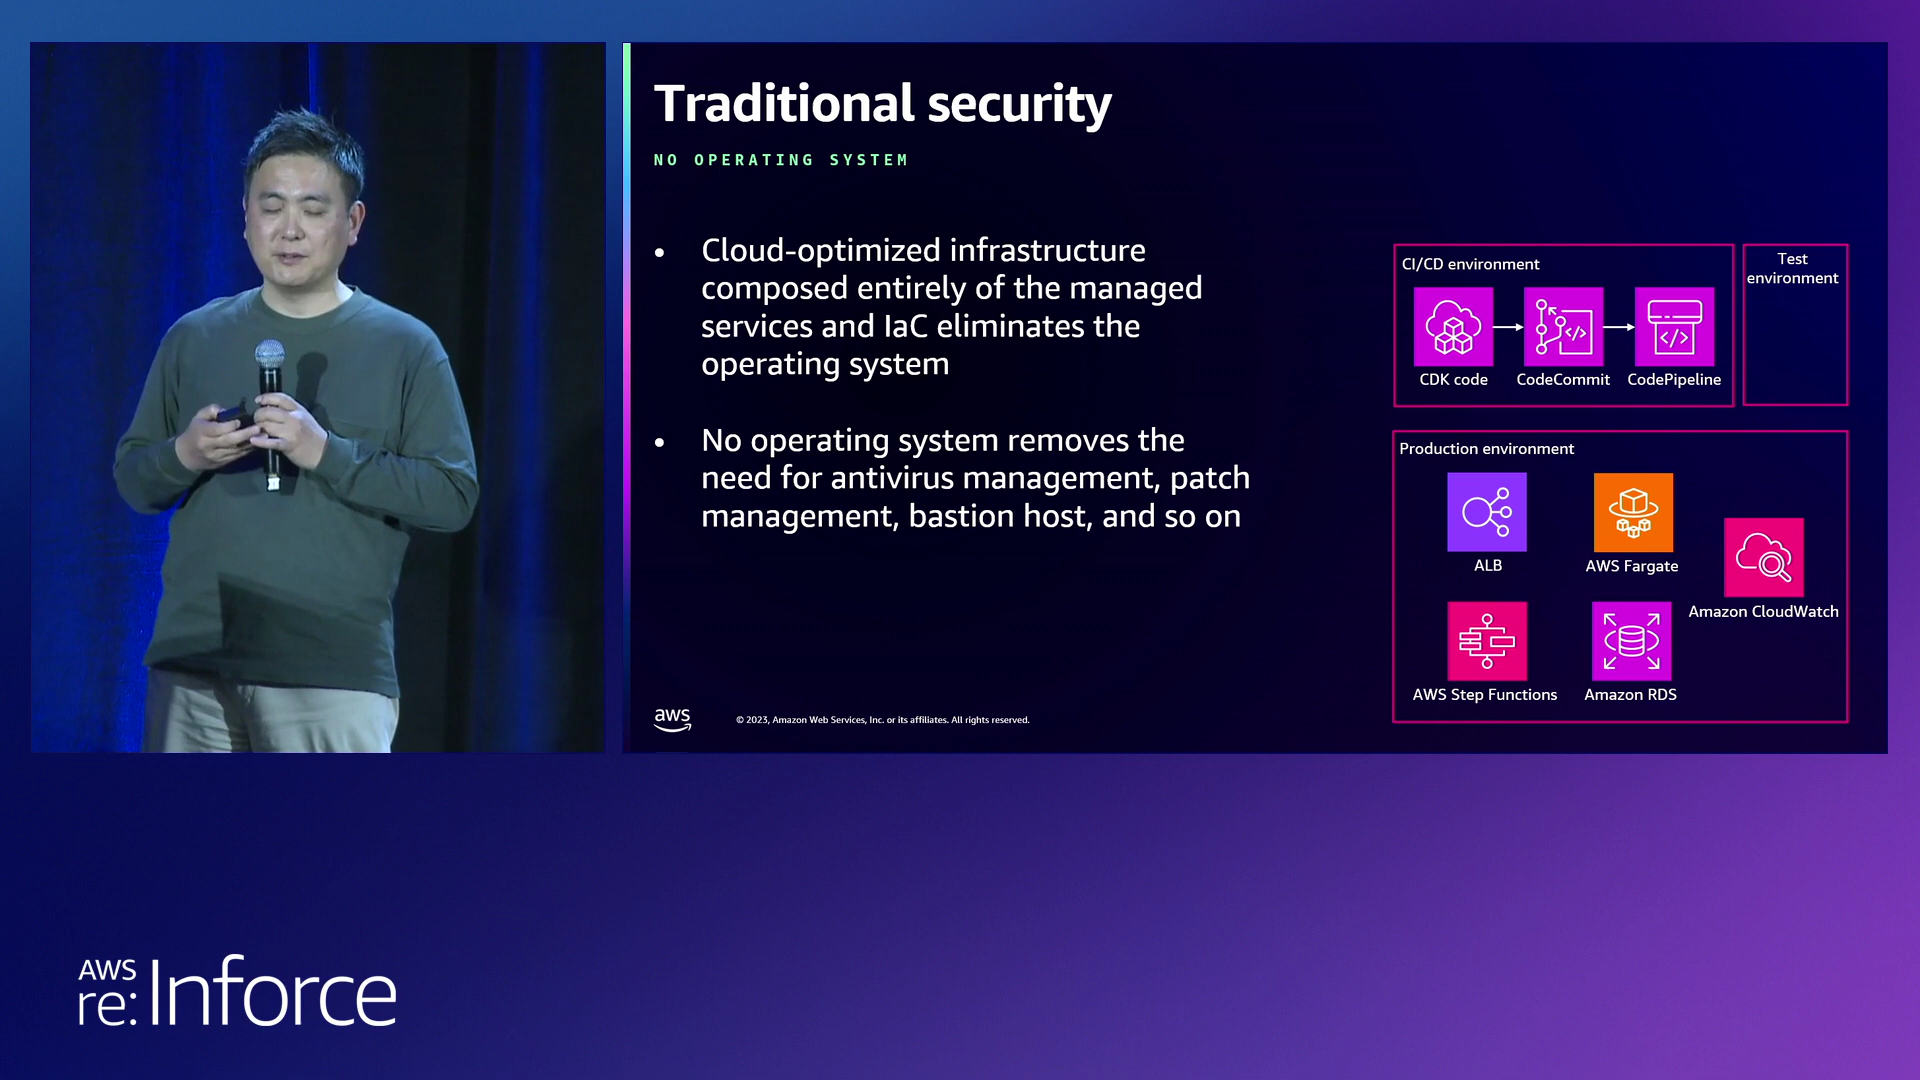 Traditional security
NO OPERATING SYSTEM
• Cloud-optimized infrastructure
composed entirely of the managed
services and IaC eliminates the
operating system
• No operating system removes the
need for antivirus management, patch
management, bastion host, and so on
CI/CD environment
CDK code
CodeCommit
CodePipeline
Test
environment
Production environment
ALB
AWS Fargate
Amazon CloudWatch
AWS Step Functions
Amazon RDS
aws
© 2023, Amazon Web Services, Inc. or its affiliates. All rights reserved.
AWS
re:Inforce